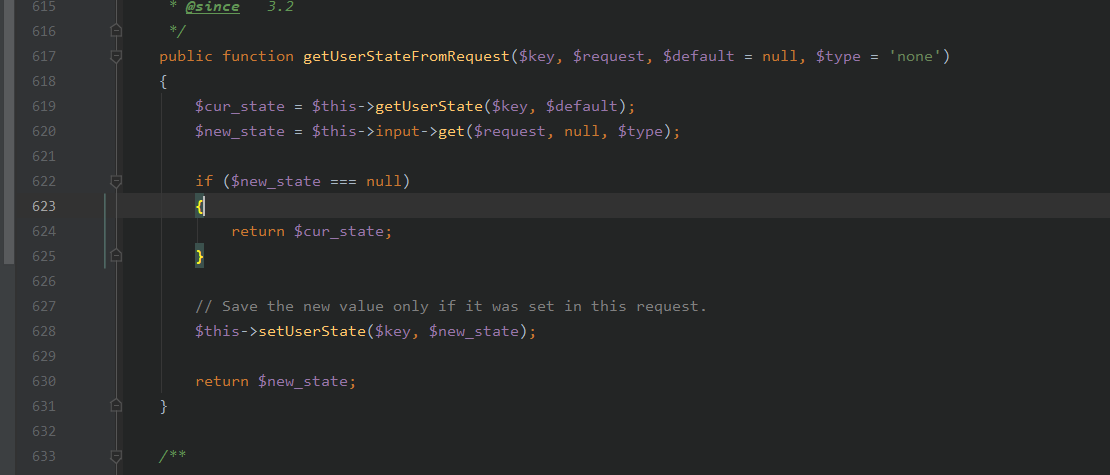 615 * @since   3.2
616 */
617 public function getUserStateFromRequest($key, $request, $default = null, $type = 'none')
618 {
619     $cur_state = $this->getUserState($key, $default);
620     $new_state = $this->input->get($request, null, $type);
621
622     if ($new_state === null)
623     {
624         return $cur_state;
625     }
626
627     // Save the new value only if it was set in this request.
628     $this->setUserState($key, $new_state);
629
630     return $new_state;
631 }
632
633 /**